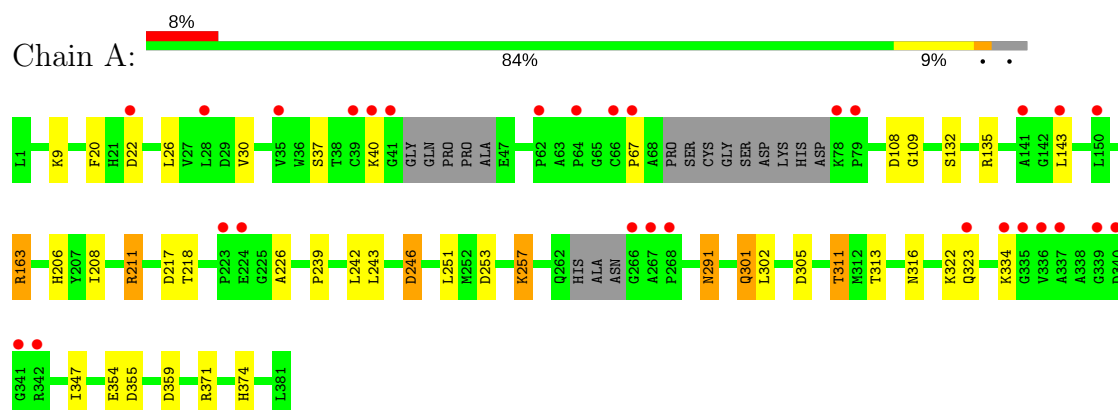 8%
Chain A:
84% 9% • •
L1 K9 F20 H21 D22 L26 V27 L28 D29 V30 V35 W36 S37 T38 C39 K40 G41 GLY GLN PRO PRO ALA E47 P62 A63 P64 G65 C66 P67 A68 PRO SER CYS GLY SER ASP LYS HIS ASP K78 P79 D108 G109 S132 R135 A141 G142 L143 L150
R163 H206 Y207 I208 R211 D217 T218 P223 E224 G225 A226 P239 L242 L243 D246 L251 M252 D253 K257 Q262 HIS ALA ASN G266 A267 P268 N291 Q301 L302 D305 T311 M312 T313 N316 K322 Q323 K334 G335 V336 A337 A338 G339
G341 R342 I347 E354 D355 D359 R371 H374 L381